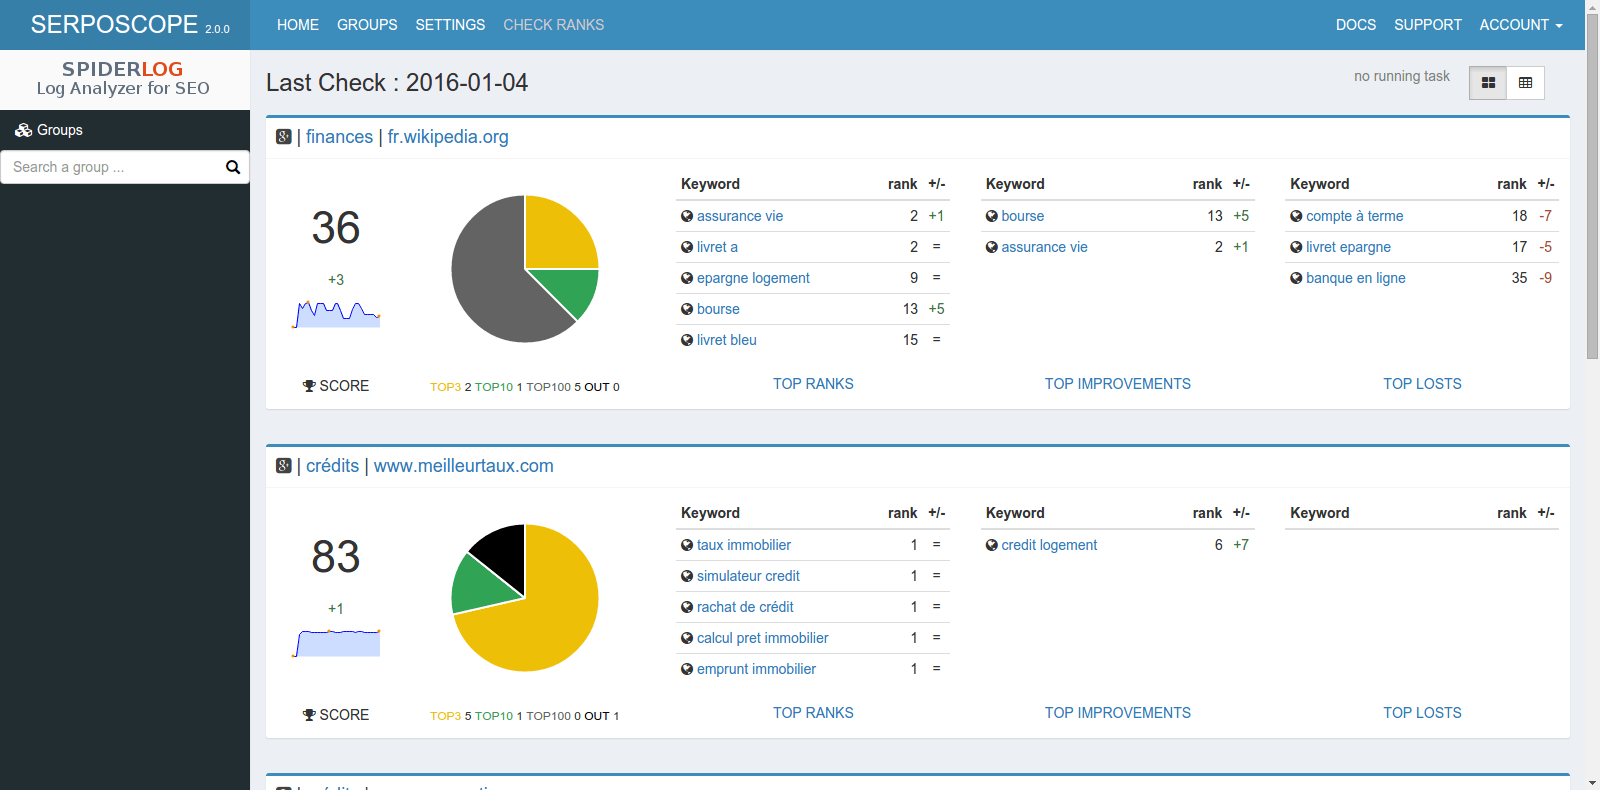 SERPOSCOPE 2.0.0
HOME GROUPS SETTINGS CHECK RANKS
DOCS SUPPORT ACCOUNT
SPIDERLOG
Log Analyzer for SEO
Groups
Search a group ...
Last Check : 2016-01-04
no running task
| finances | fr.wikipedia.org
36
+3
SCORE
TOP3 2 TOP10 1 TOP100 5 OUT 0
Keyword rank +/-
assurance vie 2 +1
livret a 2 =
epargne logement 9 =
bourse 13 +5
livret bleu 15 =
TOP RANKS
Keyword rank +/-
bourse 13 +5
assurance vie 2 +1
TOP IMPROVEMENTS
Keyword rank +/-
compte à terme 18 -7
livret epargne 17 -5
banque en ligne 35 -9
TOP LOSTS
| crédits | www.meilleurtaux.com
83
+1
SCORE
TOP3 5 TOP10 1 TOP100 0 OUT 1
Keyword rank +/-
taux immobilier 1 =
simulateur credit 1 =
rachat de crédit 1 =
calcul pret immobilier 1 =
emprunt immobilier 1 =
TOP RANKS
Keyword rank +/-
credit logement 6 +7
TOP IMPROVEMENTS
Keyword rank +/-
TOP LOSTS